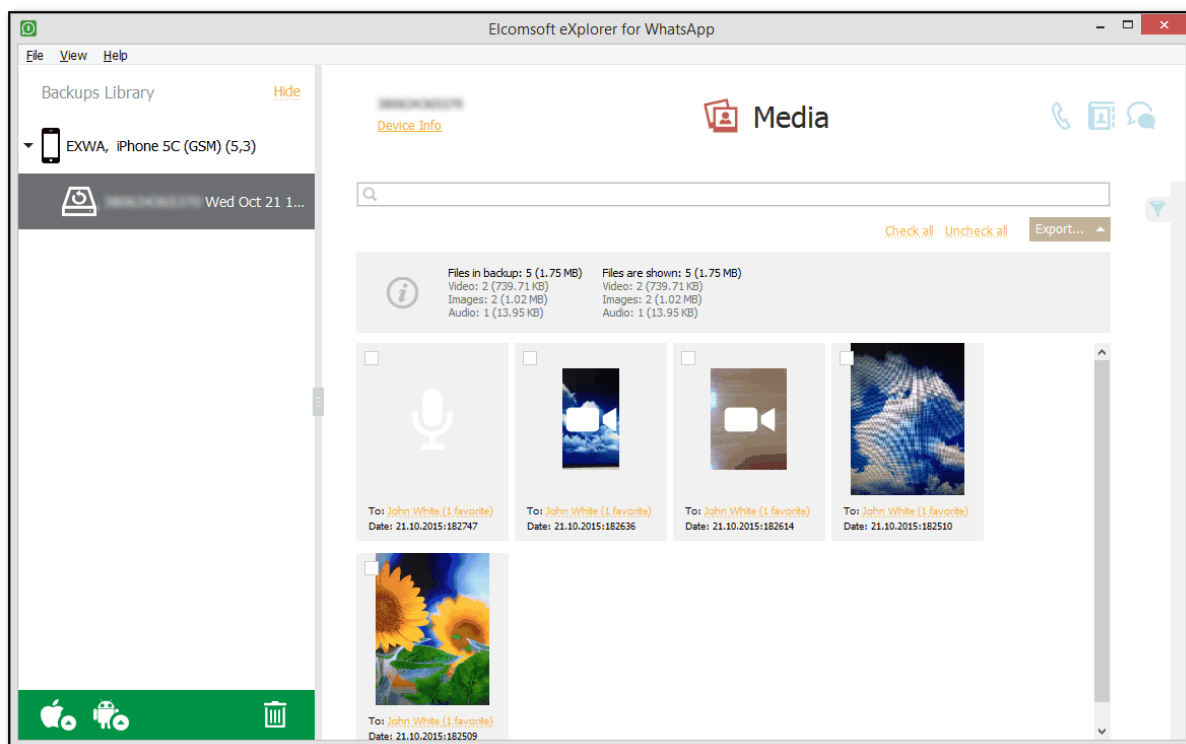 Elcomsoft eXplorer for WhatsApp
File View Help
Backups Library Hide
EXWA, iPhone 5C (GSM) (5,3)
Wed Oct 21 1...
Device Info
Media
Check all Uncheck all Export...
Files in backup: 5 (1.75 MB) Files are shown: 5 (1.75 MB)
Video: 2 (739.71 KB) Video: 2 (739.71 KB)
Images: 2 (1.02 MB) Images: 2 (1.02 MB)
Audio: 1 (13.95 KB) Audio: 1 (13.95 KB)
To: John White (1 favorite) To: John White (1 favorite) To: John White (1 favorite) To: John White (1 favorite)
Date: 21.10.2015:182747 Date: 21.10.2015:182636 Date: 21.10.2015:182614 Date: 21.10.2015:182510
To: John White (1 favorite)
Date: 21.10.2015:182509